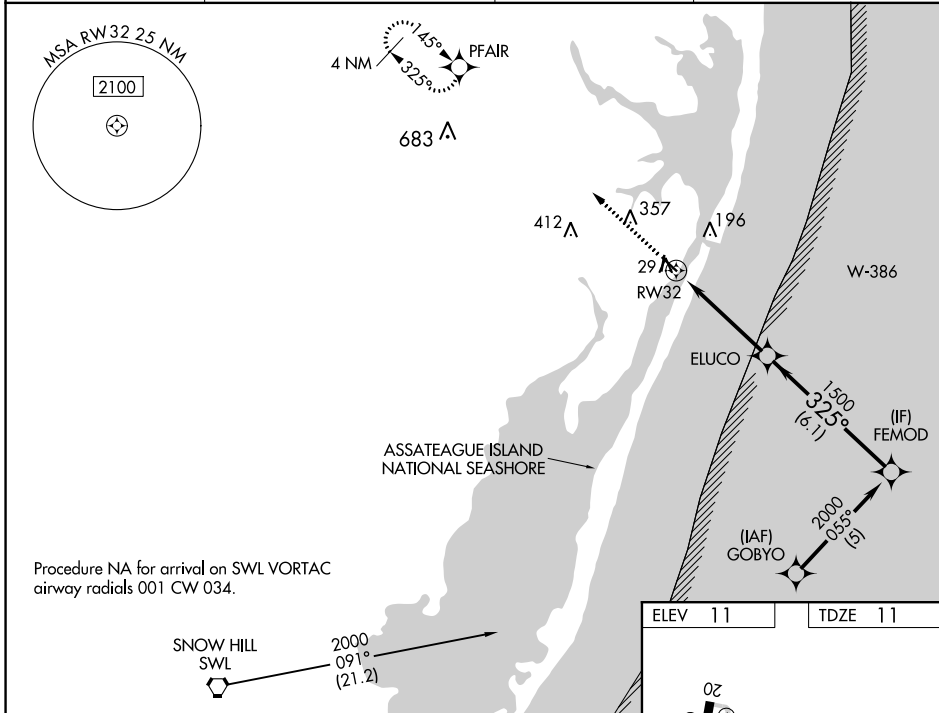 MSA RW32 25 NM
2100
145°
4 NM
325°
PFAIR
683
412
357
196
29
RW32
W-386
ELUCO
1500
325°
(6.1)
(IF)
FEMOD
ASSATEAGUE ISLAND
NATIONAL SEASHORE
2000
055°
(5)
(IAF)
GOBYO
Procedure NA for arrival on SWL VORTAC
airway radials 001 CW 034.
SNOW HILL
SWL
2000
091°
(21.2)
ELEV 11
TDZE 11
20